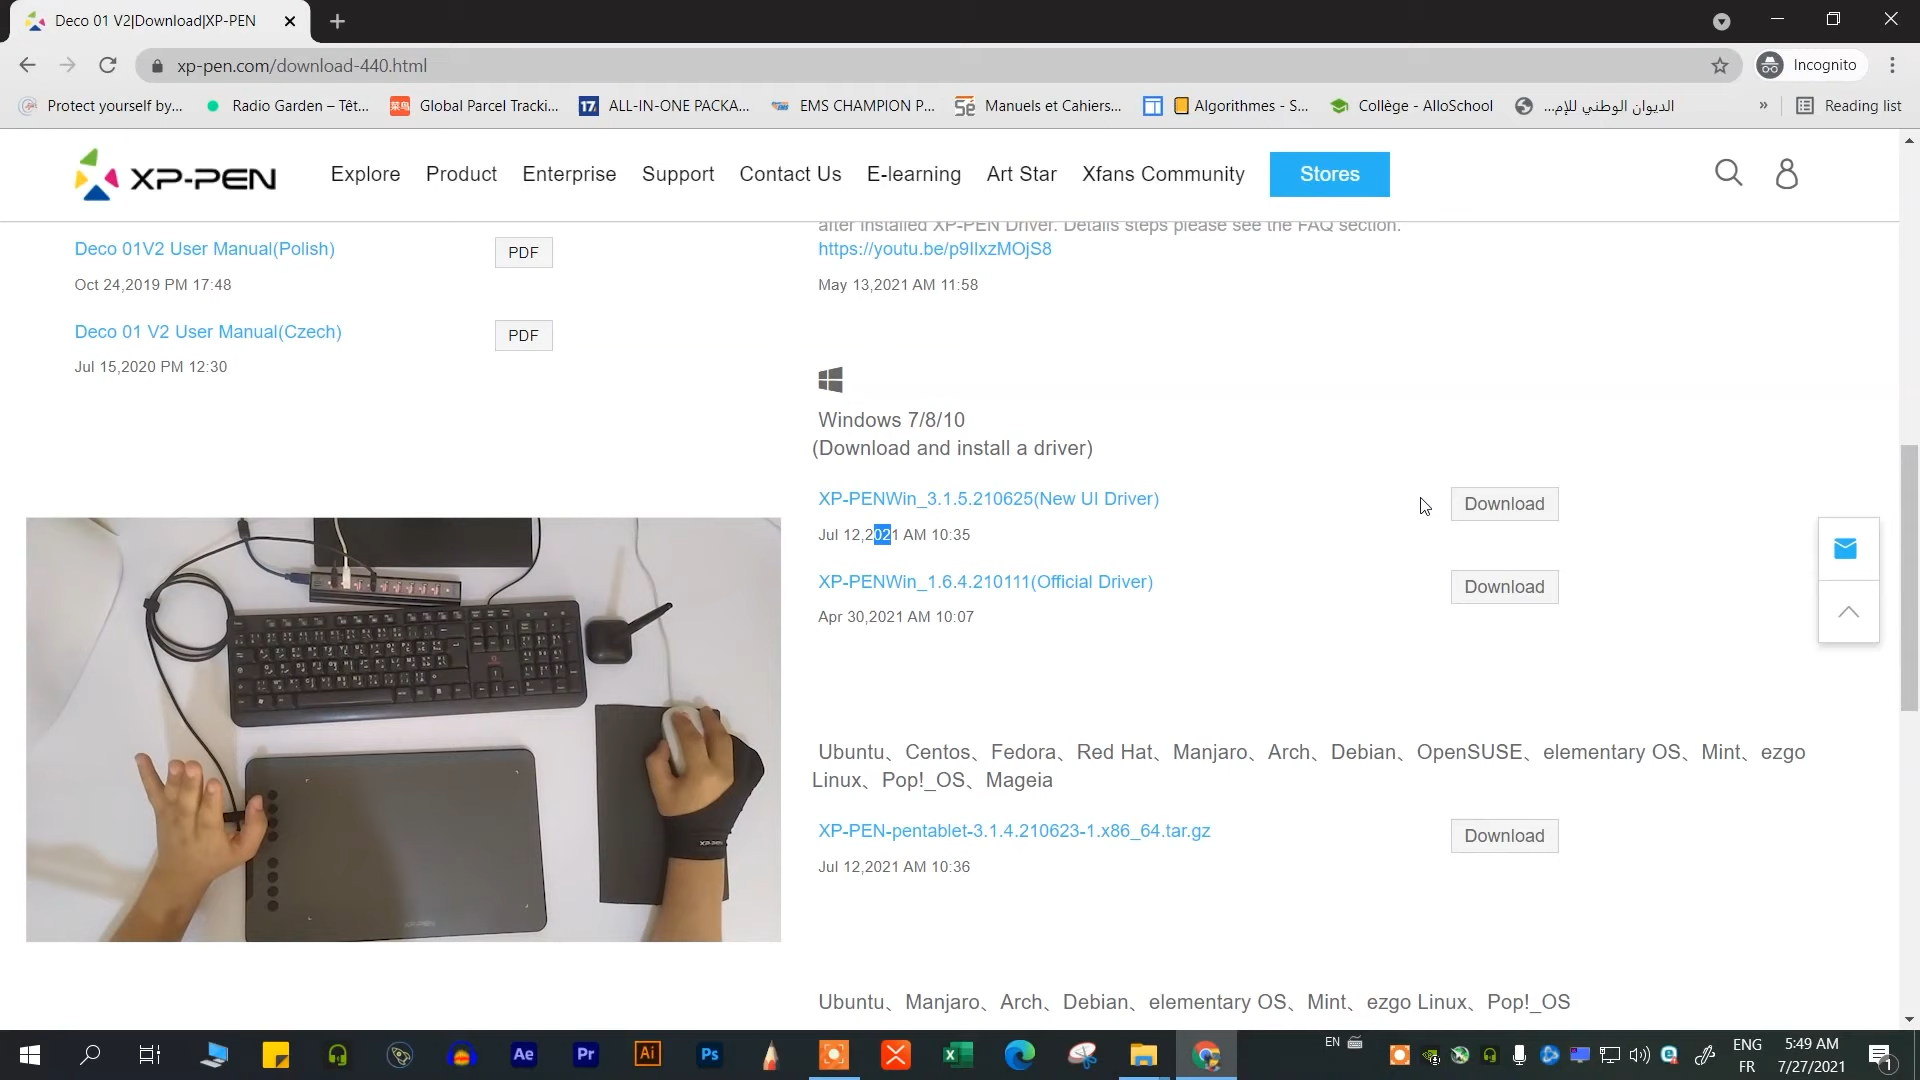 Deco 01 V2|Download|XP-PEN
xp-pen.com/download-440.html
Incognito
Protect yourself by...
Radio Garden – Têt...
Global Parcel Tracki...
17
ALL-IN-ONE PACKA...
EMS CHAMPION P...
Sé
Manuels et Cahiers...
Algorithmes - S...
Collège - AlloSchool
الديوان الوطني للإم...
»
Reading list
XP-PEN
Explore
Product
Enterprise
Support
Contact Us
E-learning
Art Star
Xfans Community
Stores
after installed XP-PEN Driver. Details steps please see the FAQ section.
Deco 01V2 User Manual(Polish)
PDF
Oct 24,2019 PM 17:48
Deco 01 V2 User Manual(Czech)
PDF
Jul 15,2020 PM 12:30
https://youtu.be/p9IlxzMOjS8
May 13,2021 AM 11:58
Windows 7/8/10
(Download and install a driver)
XP-PENWin_3.1.5.210625(New UI Driver)
Download
Jul 12,2021 AM 10:35
XP-PENWin_1.6.4.210111(Official Driver)
Download
Apr 30,2021 AM 10:07
Ubuntu、Centos、Fedora、Red Hat、Manjaro、Arch、Debian、OpenSUSE、elementary OS、Mint、ezgo
Linux、Pop!_OS、Mageia
XP-PEN-pentablet-3.1.4.210623-1.x86_64.tar.gz
Download
Jul 12,2021 AM 10:36
Ubuntu、Manjaro、Arch、Debian、elementary OS、Mint、ezgo Linux、Pop!_OS
XP-PEN
Ae
Pr
Ai
Ps
EN
ENG
FR
5:49 AM
7/27/2021
1